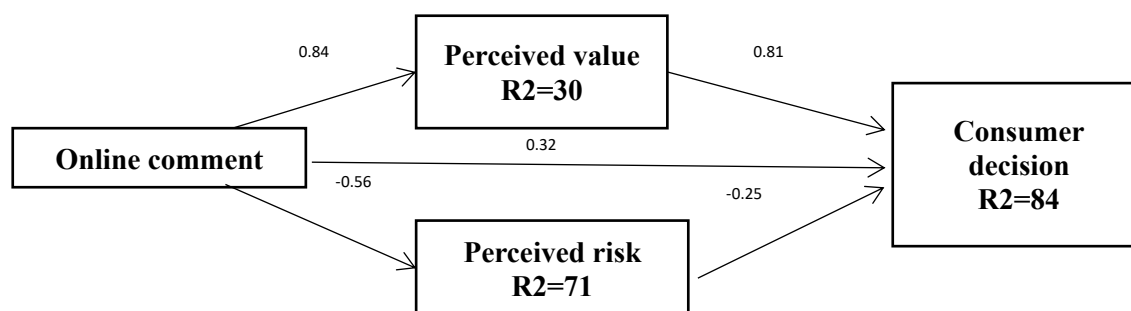 0.84
Perceived value
R2=30
0.81
Online comment
0.32
Consumer
decision
R2=84
-0.56
-0.25
Perceived risk
R2=71